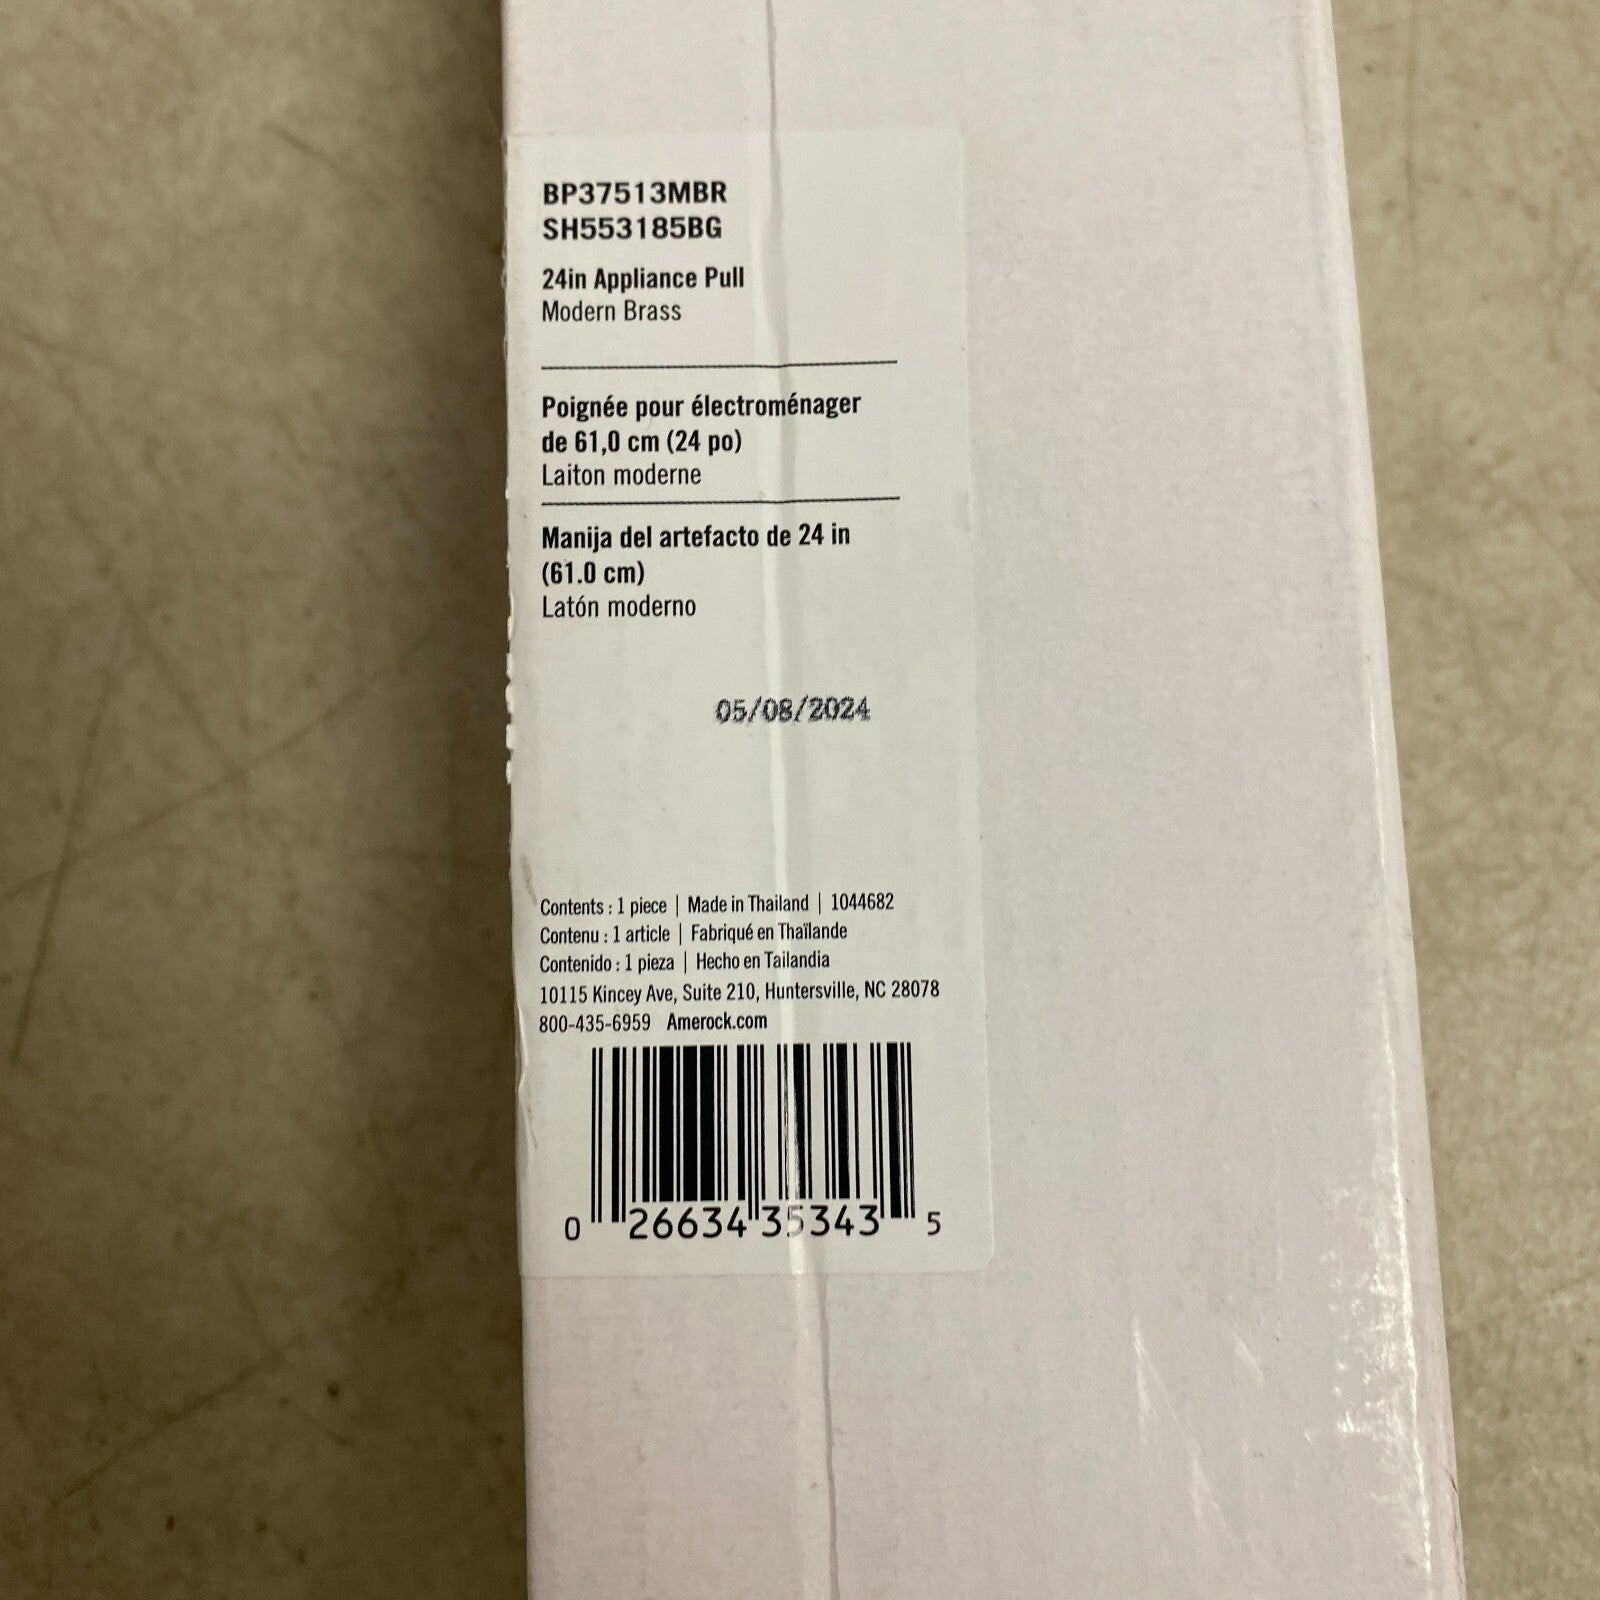 BP37513MBR
SH553185BG
24in Appliance Pull
Modern Brass
Poignée pour électroménager
de 61,0 cm (24 po)
Laiton moderne
Manija del artefacto de 24 in
(61.0 cm)
Latón moderno
05/08/2024
Contents : 1 piece | Made in Thailand | 1044682
Contenu : 1 article | Fabriqué en Thaïlande
Contenido : 1 pieza | Hecho en Tailandia
10115 Kincey Ave, Suite 210, Huntersville, NC 28078
800-435-6959 Amerock.com
0 26634 35343 5